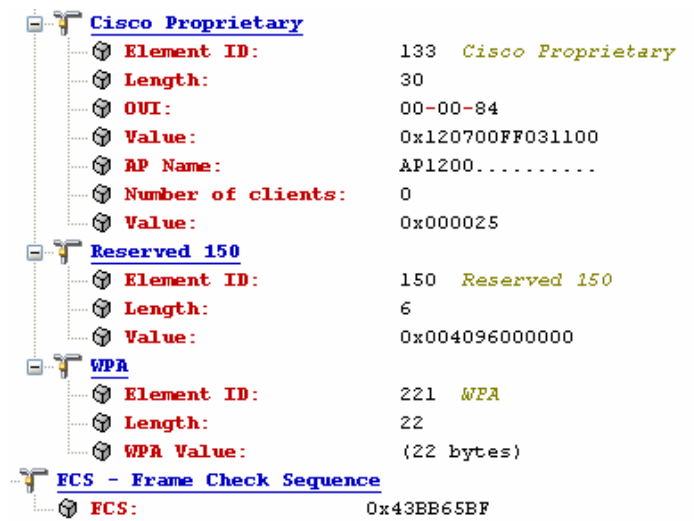 Cisco Proprietary
Element ID: 133 Cisco Proprietary
Length: 30
OUI: 00-00-84
Value: 0x120700FF031100
AP Name: AP1200..........
Number of clients: 0
Value: 0x000025
Reserved 150
Element ID: 150 Reserved 150
Length: 6
Value: 0x004096000000
WPA
Element ID: 221 WPA
Length: 22
WPA Value: (22 bytes)
FCS - Frame Check Sequence
FCS: 0x43BB65BF